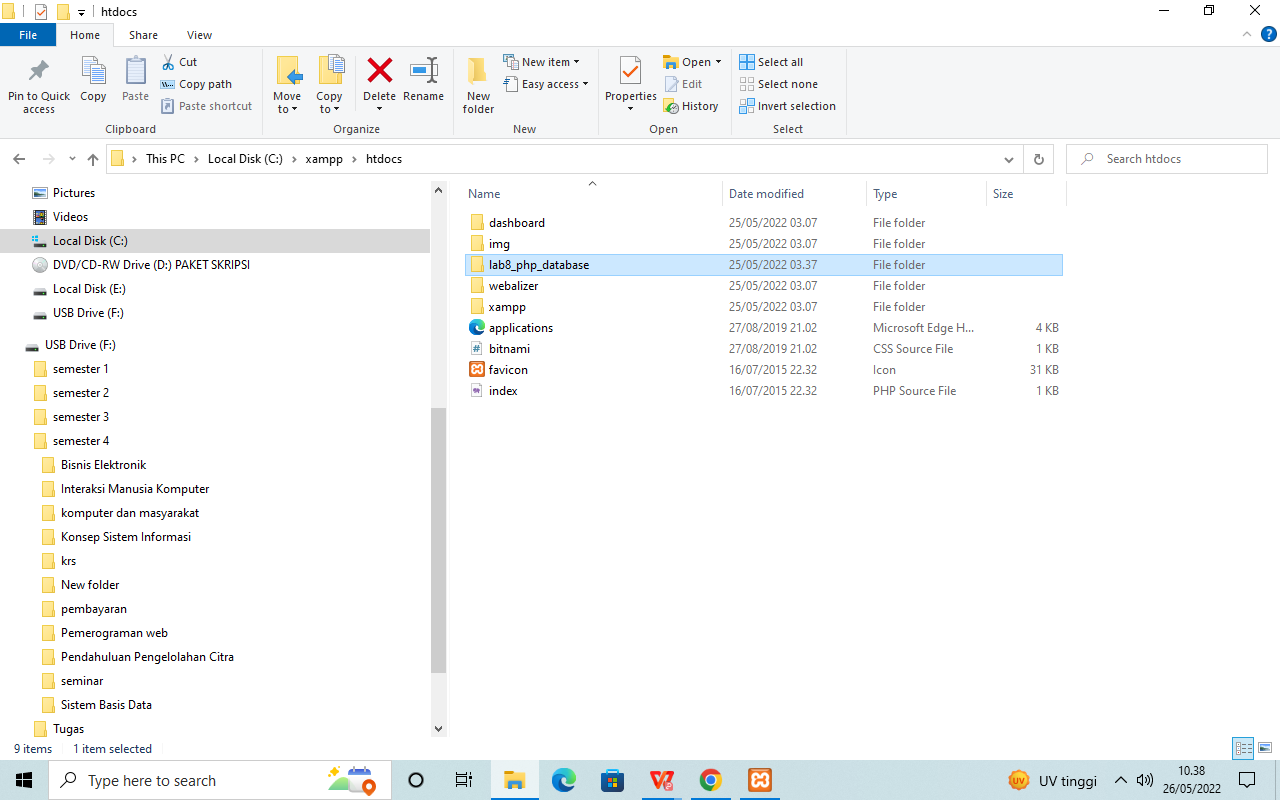 htdocs
File Home Share View
Pin to Quick access
Copy
Paste
Cut
Copy path
Paste shortcut
Clipboard
Move to
Copy to
Delete
Rename
Organize
New folder
New item
Easy access
New
Properties
Open
Edit
History
Open
Select all
Select none
Invert selection
Select
This PC > Local Disk (C:) > xampp > htdocs
Search htdocs
Pictures
Videos
Local Disk (C:)
DVD/CD-RW Drive (D:) PAKET SKRIPSI
Local Disk (E:)
USB Drive (F:)
USB Drive (F:)
semester 1
semester 2
semester 3
semester 4
Bisnis Elektronik
Interaksi Manusia Komputer
komputer dan masyarakat
Konsep Sistem Informasi
krs
New folder
pembayaran
Pemerograman web
Pendahuluan Pengelolahan Citra
seminar
Sistem Basis Data
Tugas
Name Date modified Type Size
dashboard 25/05/2022 03.07 File folder
img 25/05/2022 03.07 File folder
lab8_php_database 25/05/2022 03.37 File folder
webalizer 25/05/2022 03.07 File folder
xampp 25/05/2022 03.07 File folder
applications 27/08/2019 21.02 Microsoft Edge H... 4 KB
bitnami 27/08/2019 21.02 CSS Source File 1 KB
favicon 16/07/2015 22.32 Icon 31 KB
index 16/07/2015 22.32 PHP Source File 1 KB
9 items 1 item selected
Type here to search
UV tinggi
10.38
26/05/2022